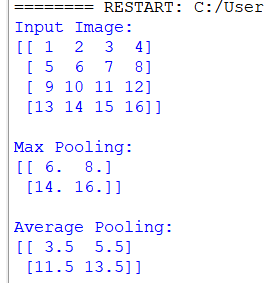 ======== RESTART: C:/User
Input Image:
[[ 1  2  3  4]
 [ 5  6  7  8]
 [ 9 10 11 12]
 [13 14 15 16]]
Max Pooling:
[[ 6.  8.]
 [14. 16.]]
Average Pooling:
[[ 3.5  5.5]
 [11.5 13.5]]